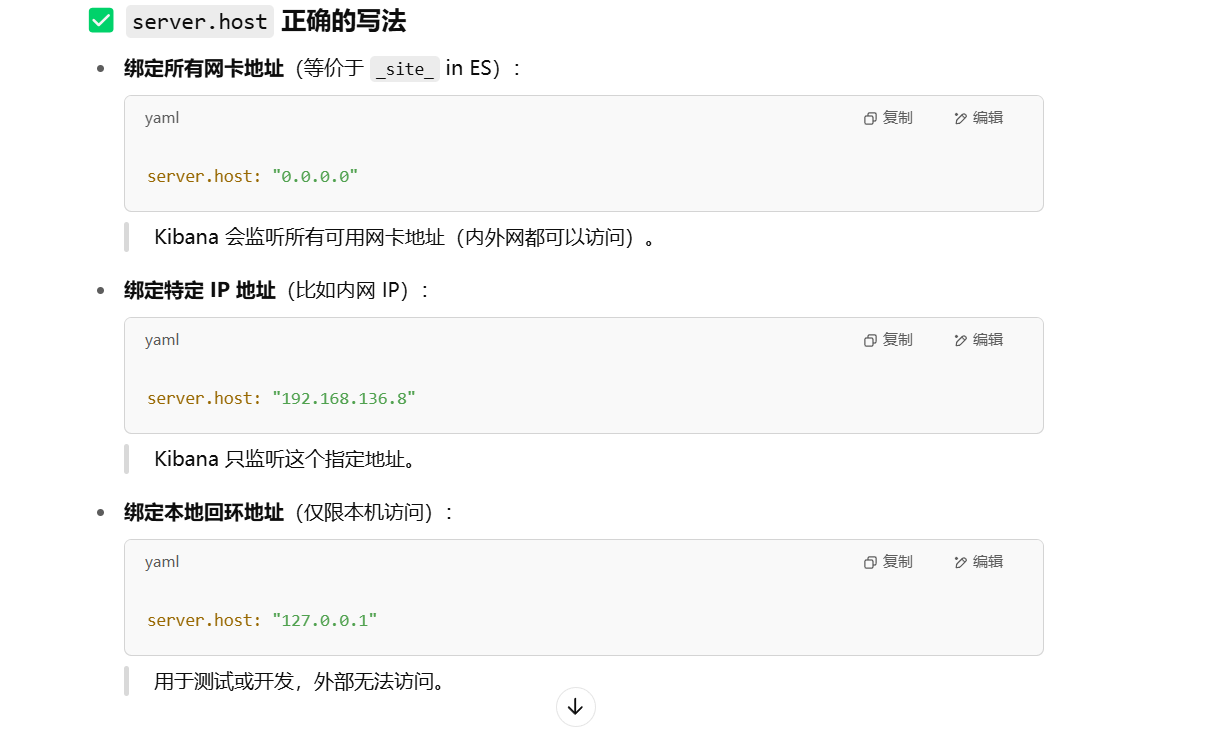 server.host 正确的写法
绑定所有网卡地址（等价于 _site_ in ES）：
yaml 复制 编辑
server.host: "0.0.0.0"
Kibana 会监听所有可用网卡地址（内外网都可以访问）。
绑定特定 IP 地址（比如内网 IP）：
yaml 复制 编辑
server.host: "192.168.136.8"
Kibana 只监听这个指定地址。
绑定本地回环地址（仅限本机访问）：
yaml 复制 编辑
server.host: "127.0.0.1"
用于测试或开发，外部无法访问。